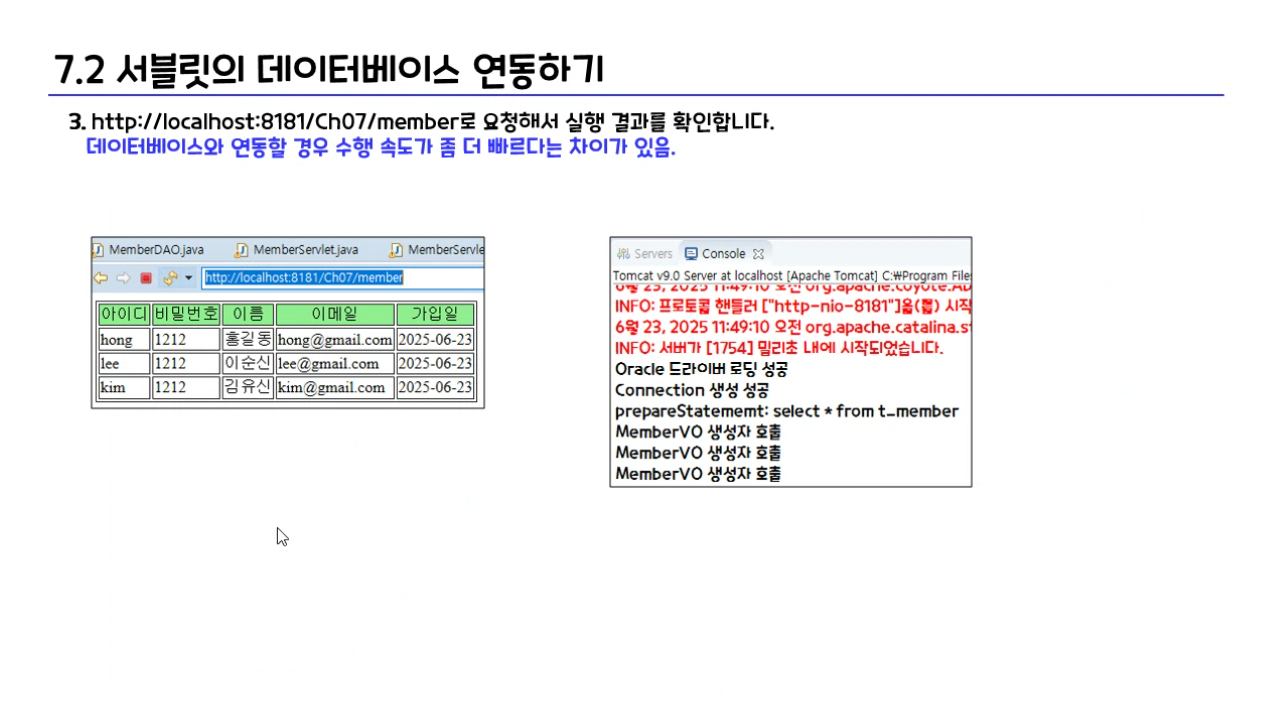 7.2 서블릿의 데이터베이스 연동하기
3. http://localhost:8181/Ch07/member로 요청해서 실행 결과를 확인합니다.
데이터베이스와 연동할 경우 수행 속도가 좀 더 빠르다는 차이가 있음.
MemberDAO.java MemberServlet.java MemberServle
http://localhost:8181/Ch07/member
아이디 비밀번호 이름 이메일 가입일
hong 1212 홍길동 hong@gmail.com 2025-06-23
lee 1212 이순신 lee@gmail.com 2025-06-23
kim 1212 김유신 kim@gmail.com 2025-06-23
Servers Console
Tomcat v9.0 Server at localhost [Apache Tomcat] C:₩Program File
6월 23, 2025 11:49:10 오전 org.apache.coyote.AB
INFO: 프로토콜 핸들러 ["http-nio-8181"]을(를) 시작
6월 23, 2025 11:49:10 오전 org.apache.catalina.s
INFO: 서버가 [1754] 밀리초 내에 시작되었습니다.
Oracle 드라이버 로딩 성공
Connection 생성 성공
prepareStatememt: select * from t_member
MemberVO 생성자 호출
MemberVO 생성자 호출
MemberVO 생성자 호출